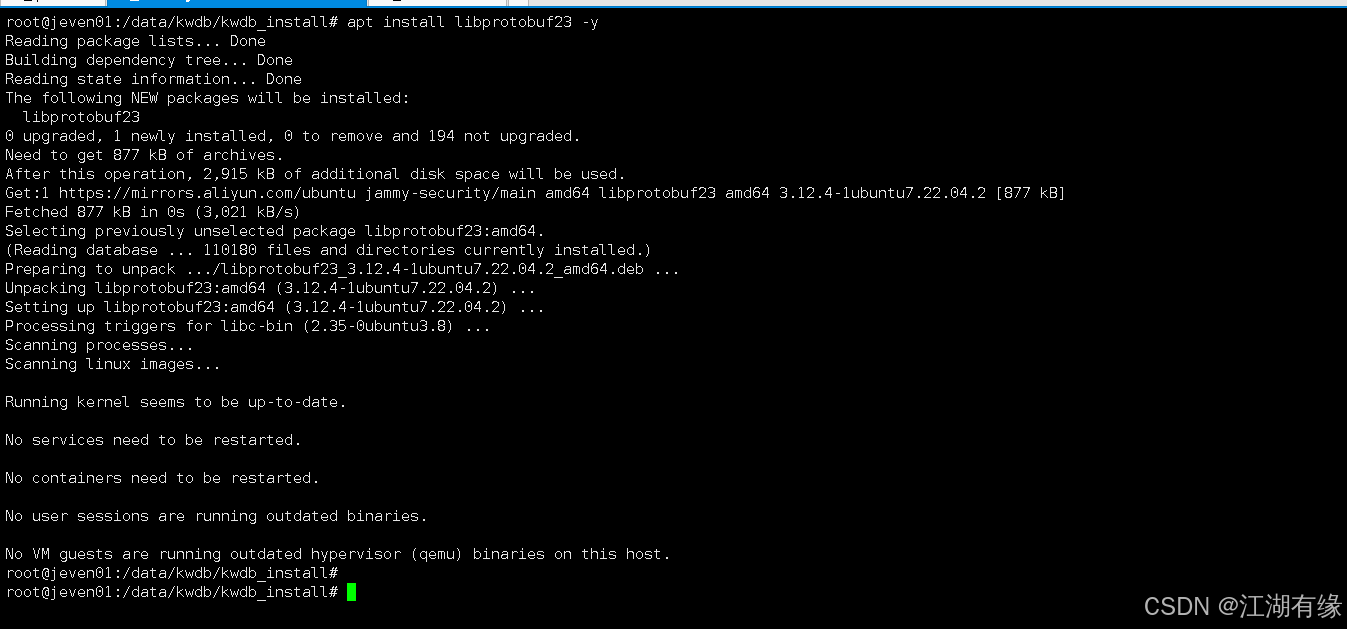 root@jeven01:/data/kwdb/kwdb_install# apt install libprotobuf23 -y
Reading package lists... Done
Building dependency tree... Done
Reading state information... Done
The following NEW packages will be installed:
  libprotobuf23
0 upgraded, 1 newly installed, 0 to remove and 194 not upgraded.
Need to get 877 kB of archives.
After this operation, 2,915 kB of additional disk space will be used.
Get:1 https://mirrors.aliyun.com/ubuntu jammy-security/main amd64 libprotobuf23 amd64 3.12.4-1ubuntu7.22.04.2 [877 kB]
Fetched 877 kB in 0s (3,021 kB/s)
Selecting previously unselected package libprotobuf23:amd64.
(Reading database ... 110180 files and directories currently installed.)
Preparing to unpack .../libprotobuf23_3.12.4-1ubuntu7.22.04.2_amd64.deb ...
Unpacking libprotobuf23:amd64 (3.12.4-1ubuntu7.22.04.2) ...
Setting up libprotobuf23:amd64 (3.12.4-1ubuntu7.22.04.2) ...
Processing triggers for libc-bin (2.35-0ubuntu3.8) ...
Scanning processes...
Scanning linux images...
Running kernel seems to be up-to-date.
No services need to be restarted.
No containers need to be restarted.
No user sessions are running outdated binaries.
No VM guests are running outdated hypervisor (qemu) binaries on this host.
root@jeven01:/data/kwdb/kwdb_install#
root@jeven01:/data/kwdb/kwdb_install#
CSDN @江湖有缘